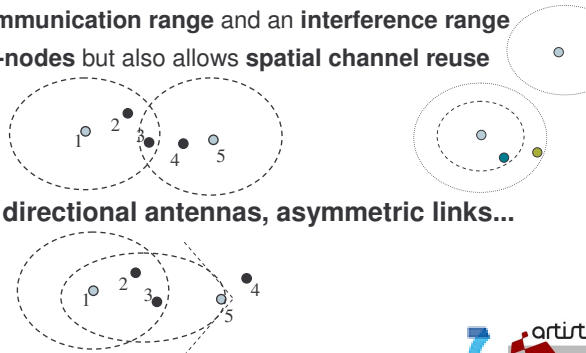 mmunication range and an interference range
-nodes but also allows spatial channel reuse
1 2 3 4 5
directional antennas, asymmetric links...
1 2 3 4 5
7 artist